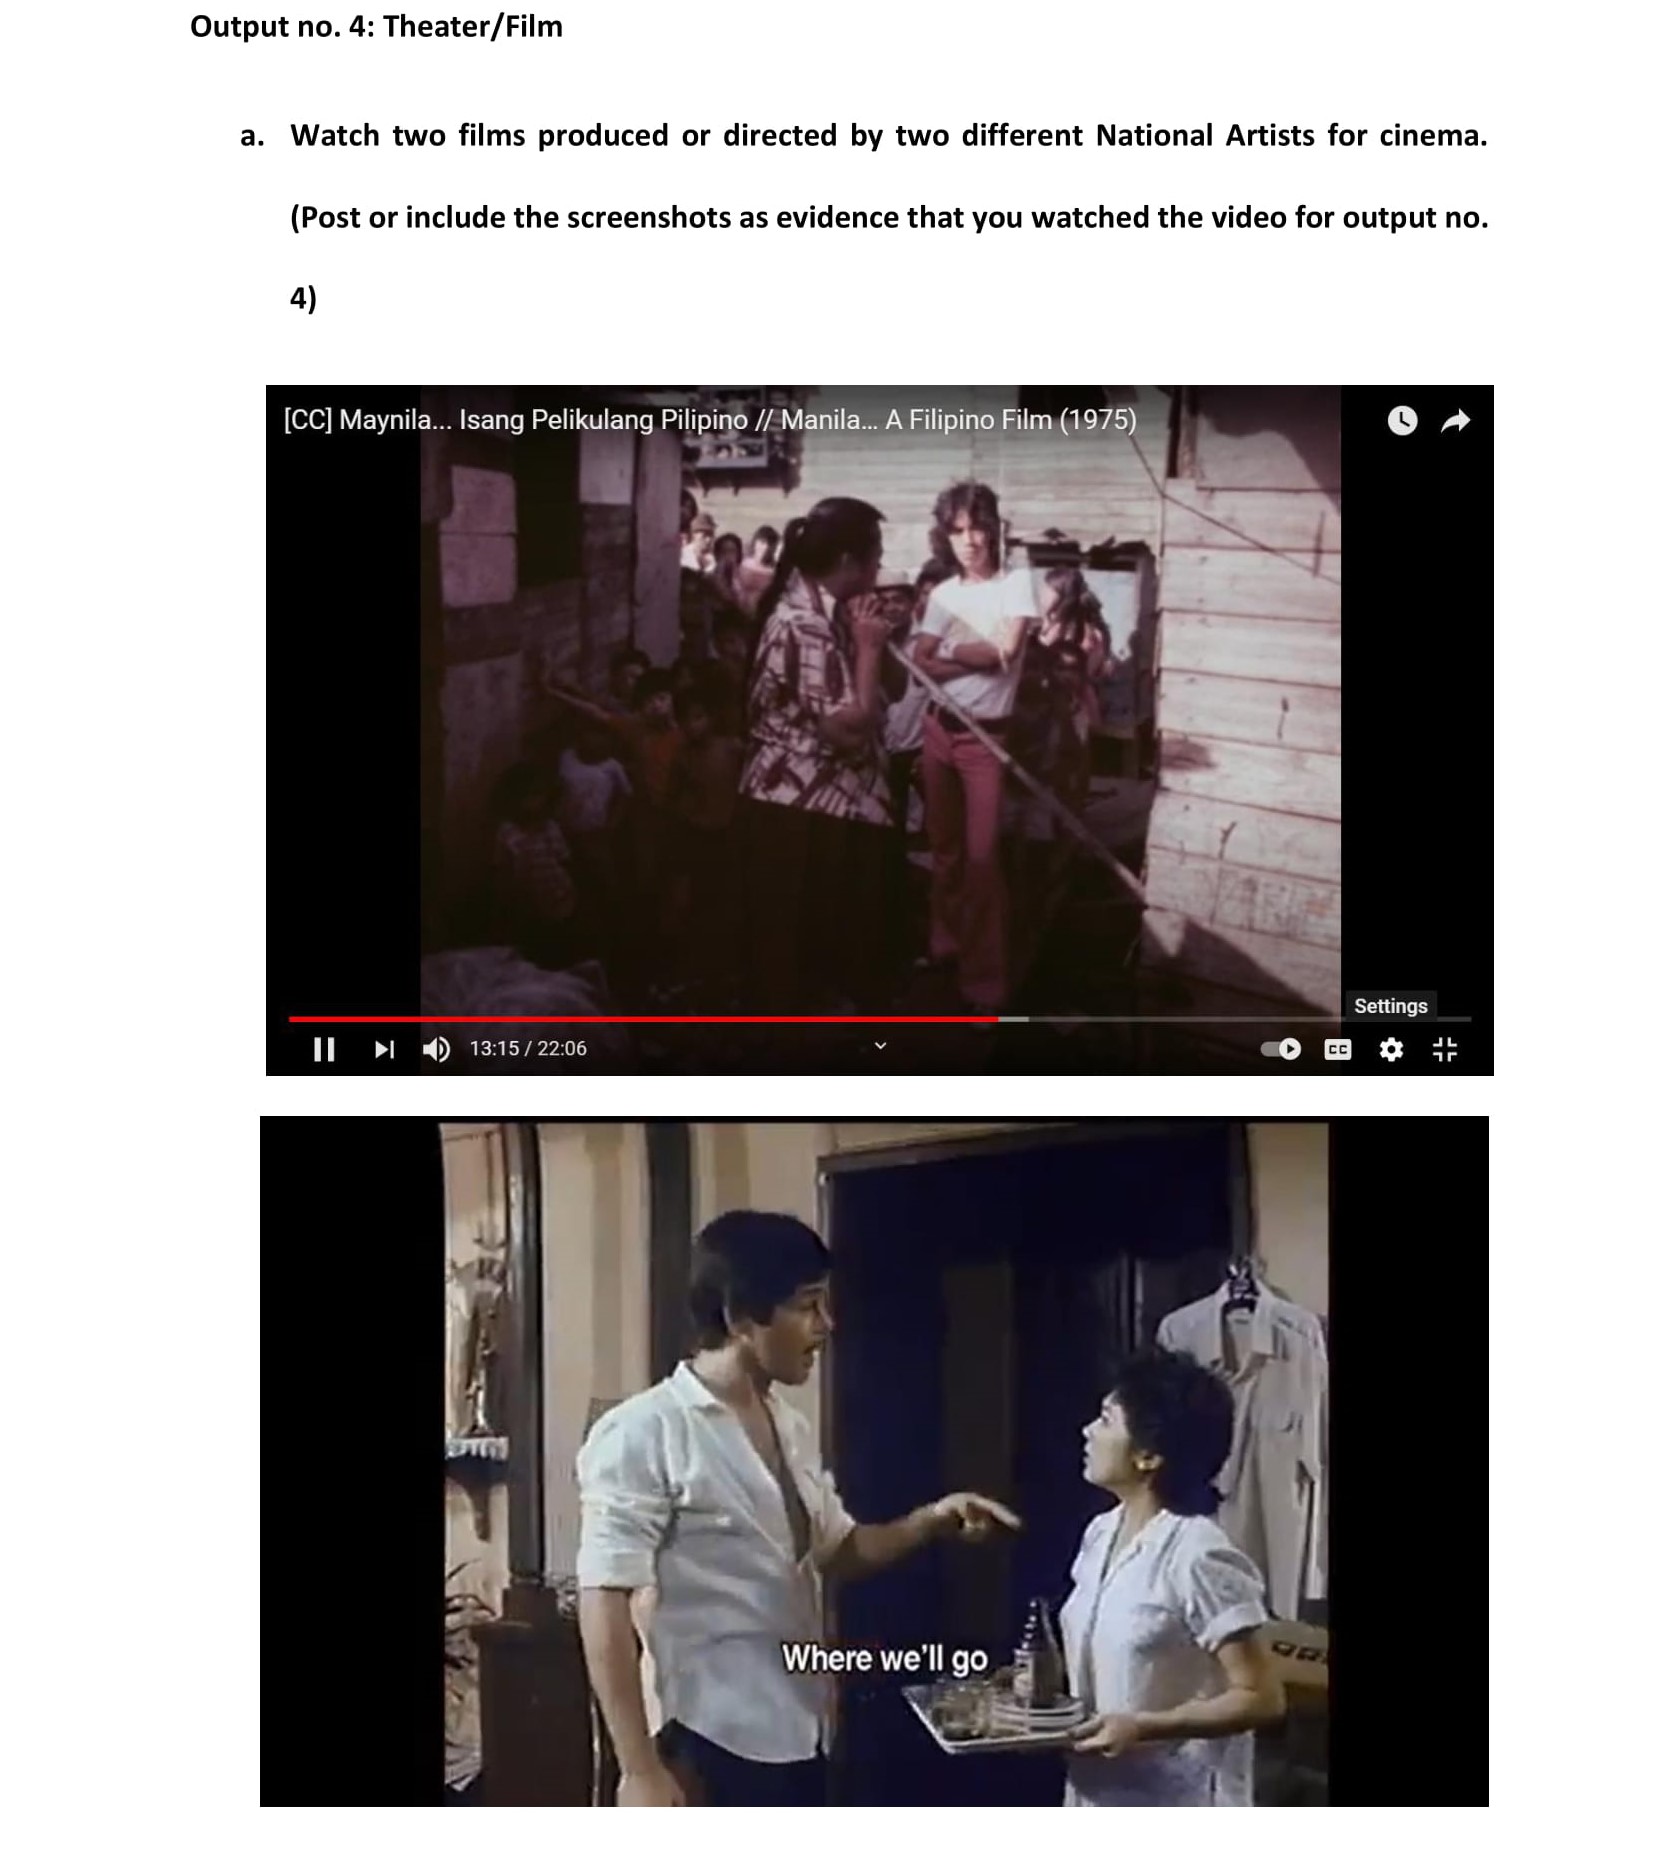 Output no. 4: Theater/Film
a. Watch two films produced or directed by two different National Artists for cinema.
(Post or include the screenshots as evidence that you watched the video for output no.
4)
[CC] Maynila... Isang Pelikulang Pilipino // Manila... A Filipino Film (1975)
Settings
13:15 / 22:06
CC
Where we'll go